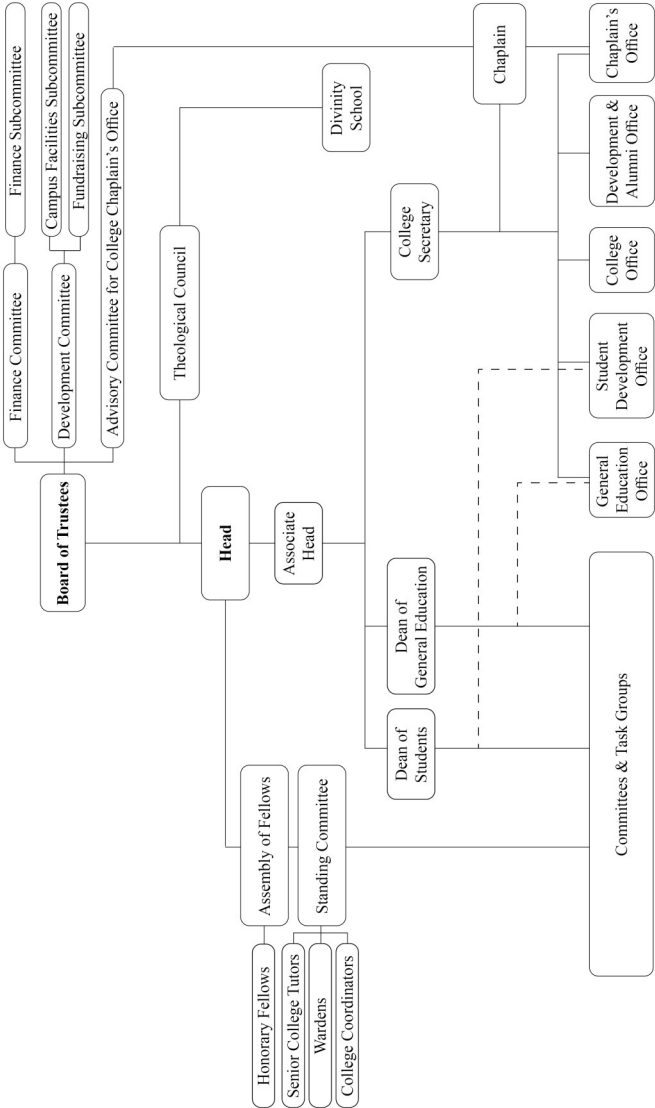 Board of Trustees
Finance Committee
Finance Subcommittee
Development Committee
Campus Facilities Subcommittee
Fundraising Subcommittee
Advisory Committee for College Chaplain's Office
Theological Council
Divinity
School
Head
Associate
Head
Honorary Fellows
Assembly of Fellows
Senior College Tutors
Wardens
College Coordinators
Standing Committee
Dean of
Students
Dean of
General Education
College
Secretary
Chaplain
Committees & Task Groups
General
Education
Office
Student
Development
Office
College
Office
Development &
Alumni Office
Chaplain's
Office